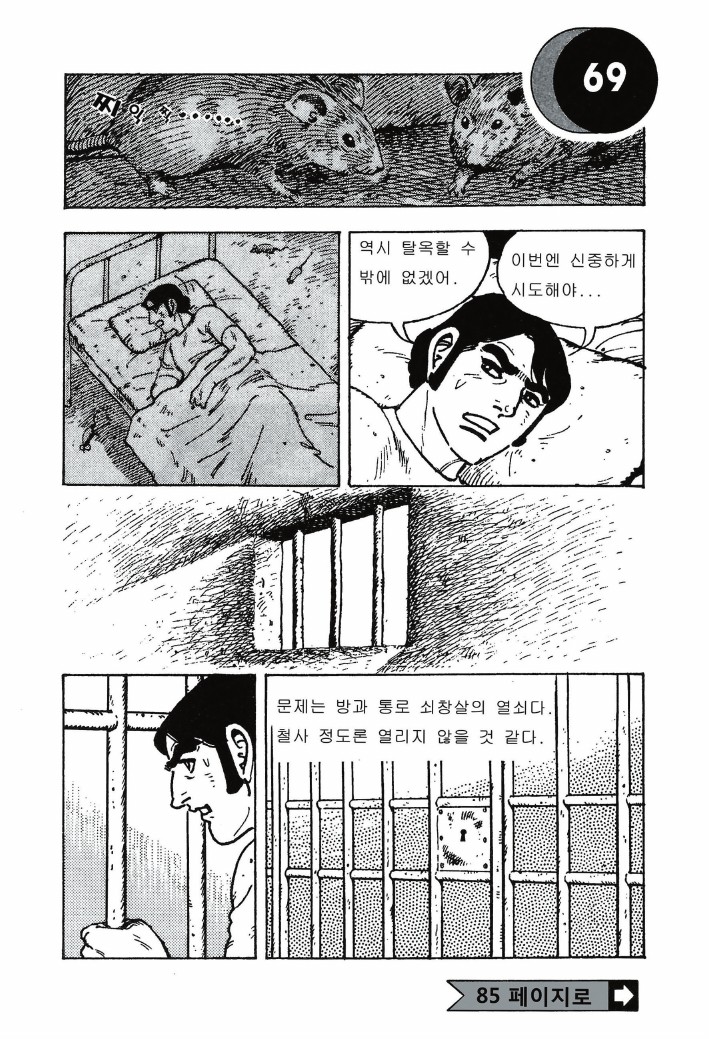 69
찌익 찍......
역시 탈옥할 수
밖에 없겠어.
이번엔 신중하게
시도해야...
문제는 방과 통로 쇠창살의 열쇠다.
철사 정도론 열리지 않을 것 같다.
85 페이지로